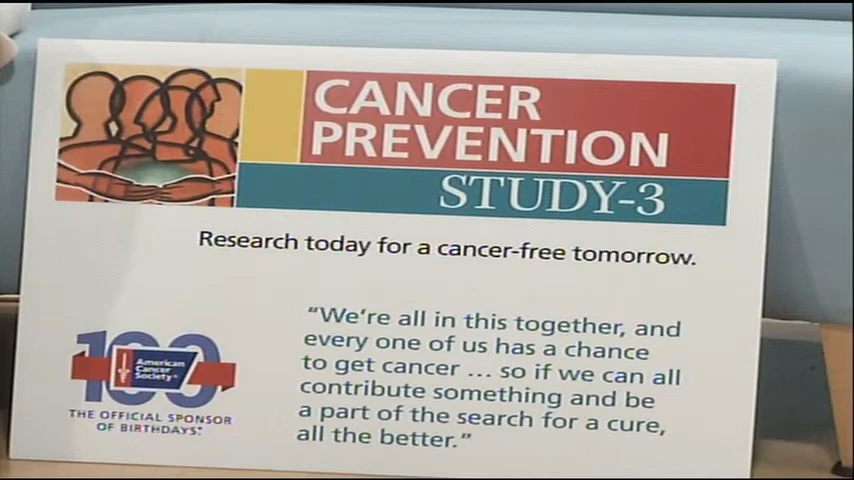 CANCER
PREVENTION
STUDY-3
Research today for a cancer-free tomorrow.
"We're all in this together, and
every one of us has a chance
to get cancer ... so if we can all
contribute something and be
a part of the search for a cure,
all the better."
100
American
Cancer
Society®
THE OFFICIAL SPONSOR
OF BIRTHDAYS.®